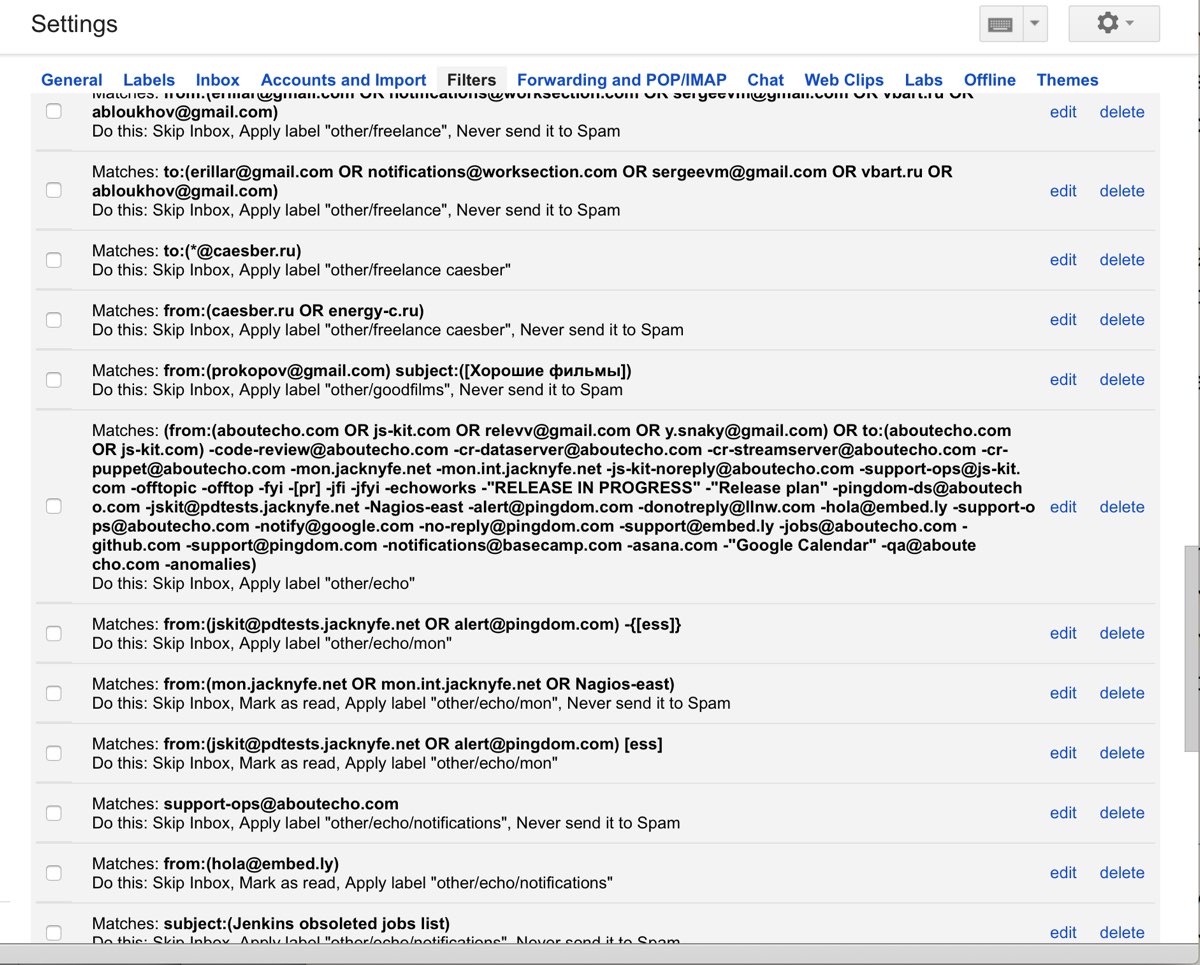 Settings
General Labels Inbox Accounts and Import Filters Forwarding and POP/IMAP Chat Web Clips Labs Offline Themes
Matches: from:(erillar@gmail.com OR notifications@worksection.com OR sergeevm@gmail.com OR vbart.ru OR
abloukhov@gmail.com)
Do this: Skip Inbox, Apply label "other/freelance", Never send it to Spam
edit delete
Matches: to:(erillar@gmail.com OR notifications@worksection.com OR sergeevm@gmail.com OR vbart.ru OR
abloukhov@gmail.com)
Do this: Skip Inbox, Apply label "other/freelance", Never send it to Spam
edit delete
Matches: to:(*@caesber.ru)
Do this: Skip Inbox, Apply label "other/freelance caesber"
edit delete
Matches: from:(caesber.ru OR energy-c.ru)
Do this: Skip Inbox, Apply label "other/freelance caesber", Never send it to Spam
edit delete
Matches: from:(prokopov@gmail.com) subject:([Хорошие фильмы])
Do this: Skip Inbox, Apply label "other/goodfilms", Never send it to Spam
edit delete
Matches: (from:(aboutecho.com OR js-kit.com OR relevv@gmail.com OR y.snaky@gmail.com) OR to:(aboutecho.com
OR js-kit.com) -code-review@aboutecho.com -cr-dataserver@aboutecho.com -cr-streamserver@aboutecho.com -cr-
puppet@aboutecho.com -mon.jacknyfe.net -mon.int.jacknyfe.net -js-kit-noreply@aboutecho.com -support-ops@js-kit.
com -offtopic -offtop -fyi -[pr] -jfi -jfyi -echoworks -"RELEASE IN PROGRESS" -"Release plan" -pingdom-ds@aboutech
o.com -jskit@pdtests.jacknyfe.net -Nagios-east -alert@pingdom.com -donotreply@llnw.com -hola@embed.ly -support-o
ps@aboutecho.com -notify@google.com -no-reply@pingdom.com -support@embed.ly -jobs@aboutecho.com -
github.com -support@pingdom.com -notifications@basecamp.com -asana.com -"Google Calendar" -qa@aboute
cho.com -anomalies)
Do this: Skip Inbox, Apply label "other/echo"
edit delete
Matches: from:(jskit@pdtests.jacknyfe.net OR alert@pingdom.com) -{[ess]}
Do this: Skip Inbox, Apply label "other/echo/mon"
edit delete
Matches: from:(mon.jacknyfe.net OR mon.int.jacknyfe.net OR Nagios-east)
Do this: Skip Inbox, Mark as read, Apply label "other/echo/mon", Never send it to Spam
edit delete
Matches: from:(jskit@pdtests.jacknyfe.net OR alert@pingdom.com) [ess]
Do this: Skip Inbox, Mark as read, Apply label "other/echo/mon"
edit delete
Matches: support-ops@aboutecho.com
Do this: Skip Inbox, Apply label "other/echo/notifications", Never send it to Spam
edit delete
Matches: from:(hola@embed.ly)
Do this: Skip Inbox, Mark as read, Apply label "other/echo/notifications"
edit delete
Matches: subject:(Jenkins obsoleted jobs list)
Do this: Skip Inbox, Apply label "other/echo/notifications", Never send it to Spam
edit delete